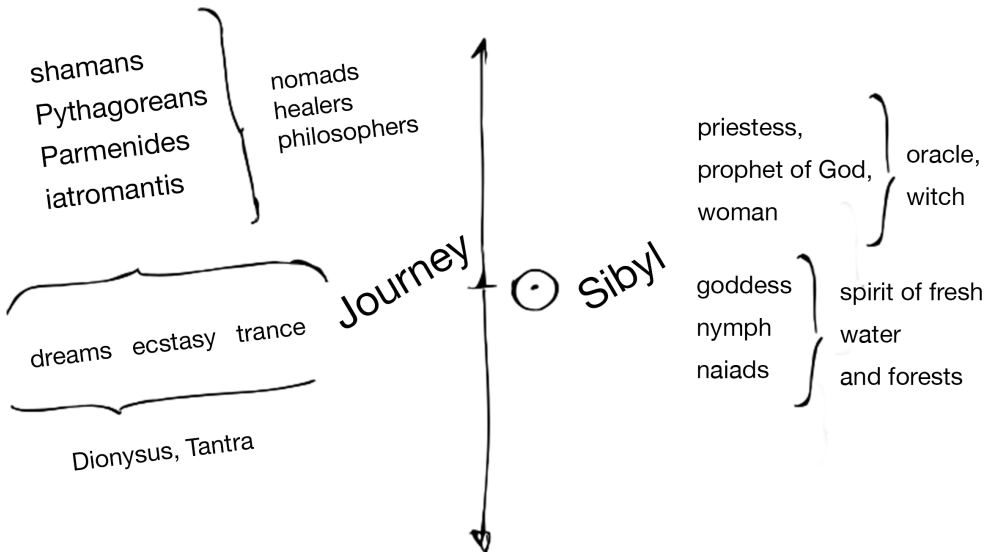 shamans
Pythagoreans
Parmenides
iatromantis
nomads
healers
philosophers
dreams ecstasy trance
Dionysus, Tantra
Journey
Sibyl
priestess,
prophet of God,
woman
oracle,
witch
goddess
nymph
naiads
spirit of fresh
water
and forests